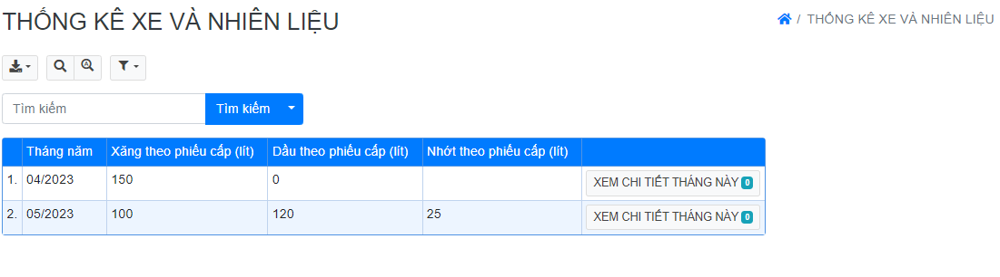 THỐNG KÊ XE VÀ NHIÊN LIỆU
/ THỐNG KÊ XE VÀ NHIÊN LIỆU
Tìm kiếm Tìm kiếm
Tháng năm Xăng theo phiếu cấp (lít) Dầu theo phiếu cấp (lít) Nhớt theo phiếu cấp (lít)
1. 04/2023 150 0 XEM CHI TIẾT THÁNG NÀY 0
2. 05/2023 100 120 25 XEM CHI TIẾT THÁNG NÀY 0